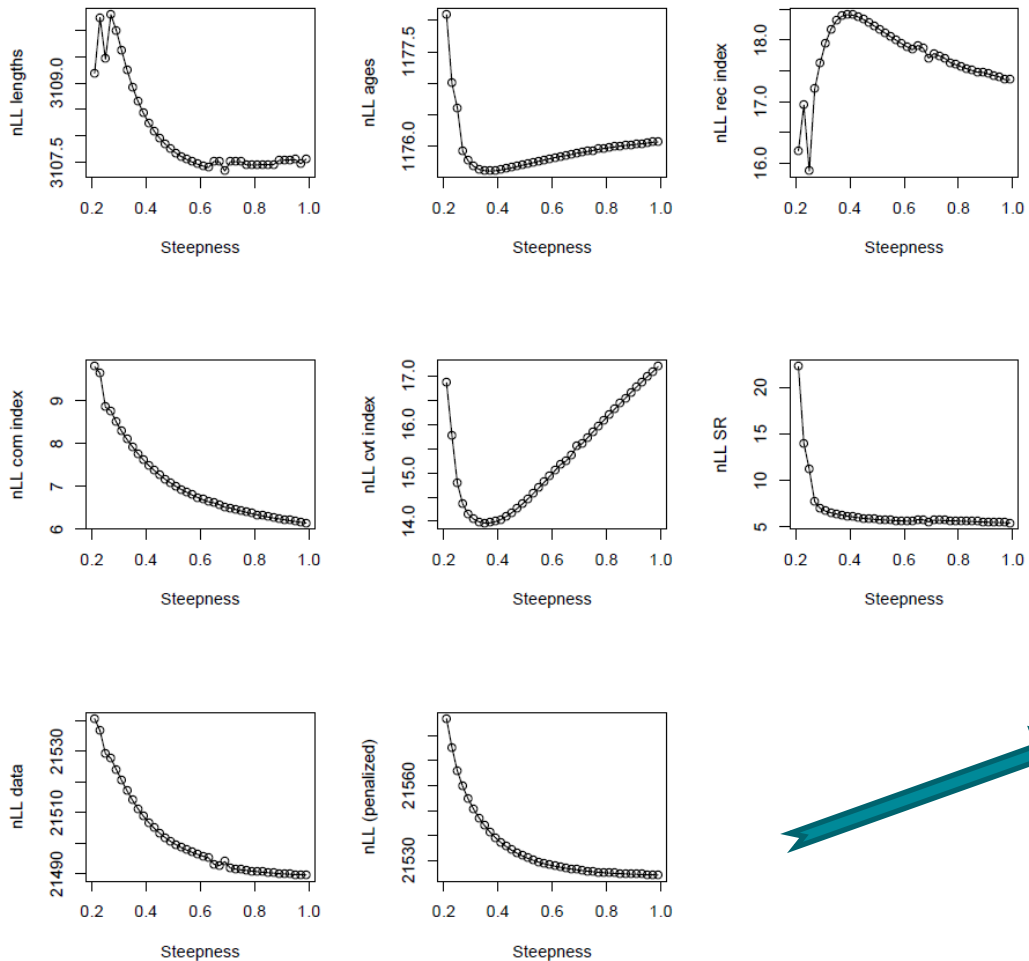 nLL lengths
3109.0
3107.5
0.2 0.4 0.6 0.8 1.0
Steepness
nLL ages
1177.5
1176.0
0.2 0.4 0.6 0.8 1.0
Steepness
nLL rec index
18.0
17.0
16.0
0.2 0.4 0.6 0.8 1.0
Steepness
nLL com index
9
8
7
6
0.2 0.4 0.6 0.8 1.0
Steepness
nLL cvt index
17.0
16.0
15.0
14.0
0.2 0.4 0.6 0.8 1.0
Steepness
nLL SR
20
15
10
5
0.2 0.4 0.6 0.8 1.0
Steepness
nLL data
21530
21510
21490
0.2 0.4 0.6 0.8 1.0
Steepness
nLL (penalized)
21560
21530
0.2 0.4 0.6 0.8 1.0
Steepness